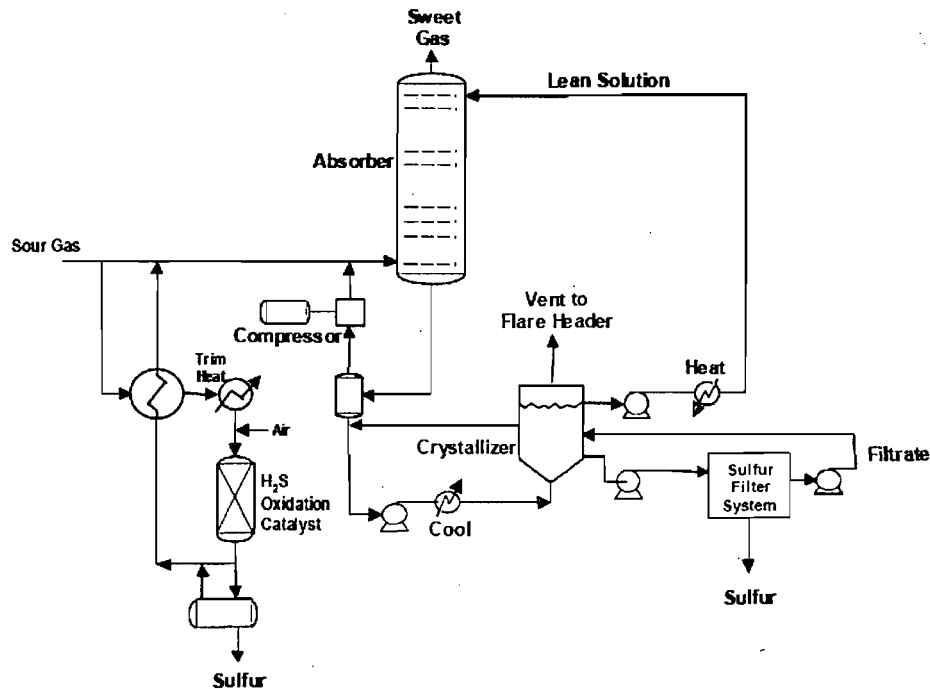 Sweet
Gas
Lean Solution
Absorber
Sour Gas
Vent to
Flare Header
Compressor
Trim
Heat
Heat
Air
Crystallizer
Filtrate
H₂S
Oxidation
Catalyst
Sulfur
Filter
System
Cool
Sulfur
Sulfur